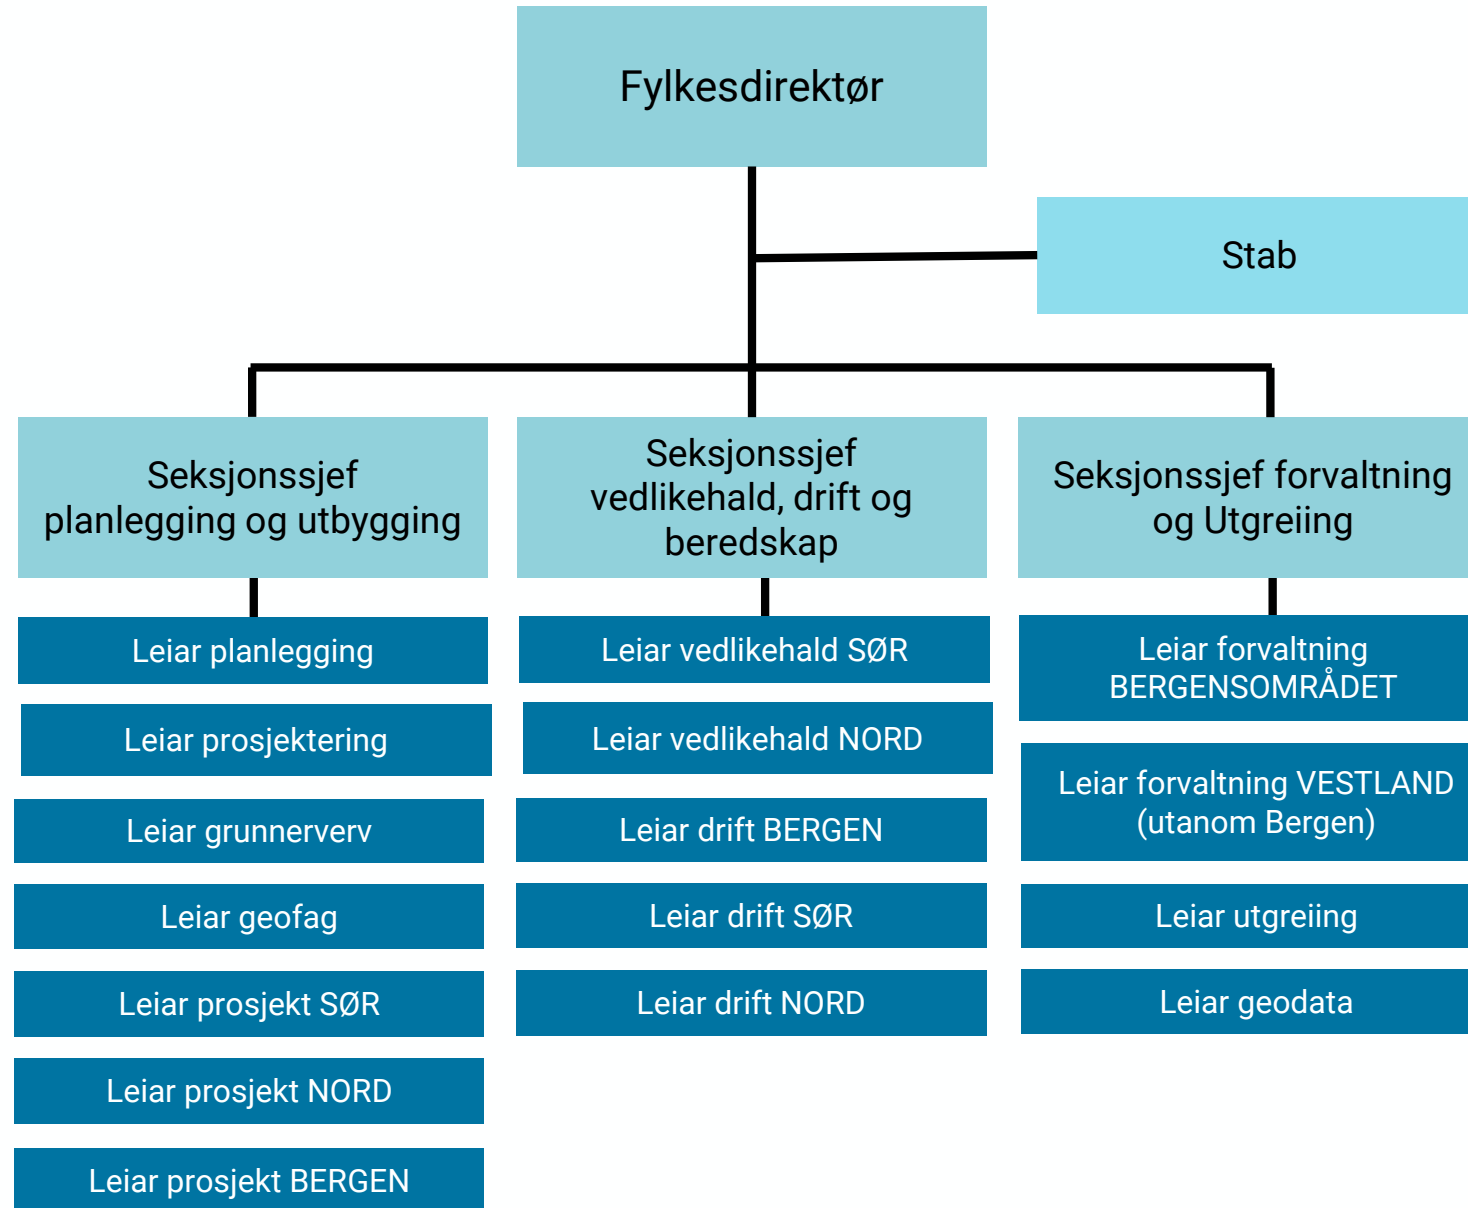 Fylkesdirektør
Stab
Seksjonssjef
planlegging og utbygging
Seksjonssjef
vedlikehald, drift og
beredskap
Seksjonssjef forvaltning
og Utgreiing
Leiar planlegging
Leiar prosjektering
Leiar grunnerverv
Leiar geofag
Leiar prosjekt SØR
Leiar prosjekt NORD
Leiar prosjekt BERGEN
Leiar vedlikehald SØR
Leiar vedlikehald NORD
Leiar drift BERGEN
Leiar drift SØR
Leiar drift NORD
Leiar forvaltning
BERGENSOMRÅDET
Leiar forvaltning VESTLAND
(utanom Bergen)
Leiar utgreiing
Leiar geodata